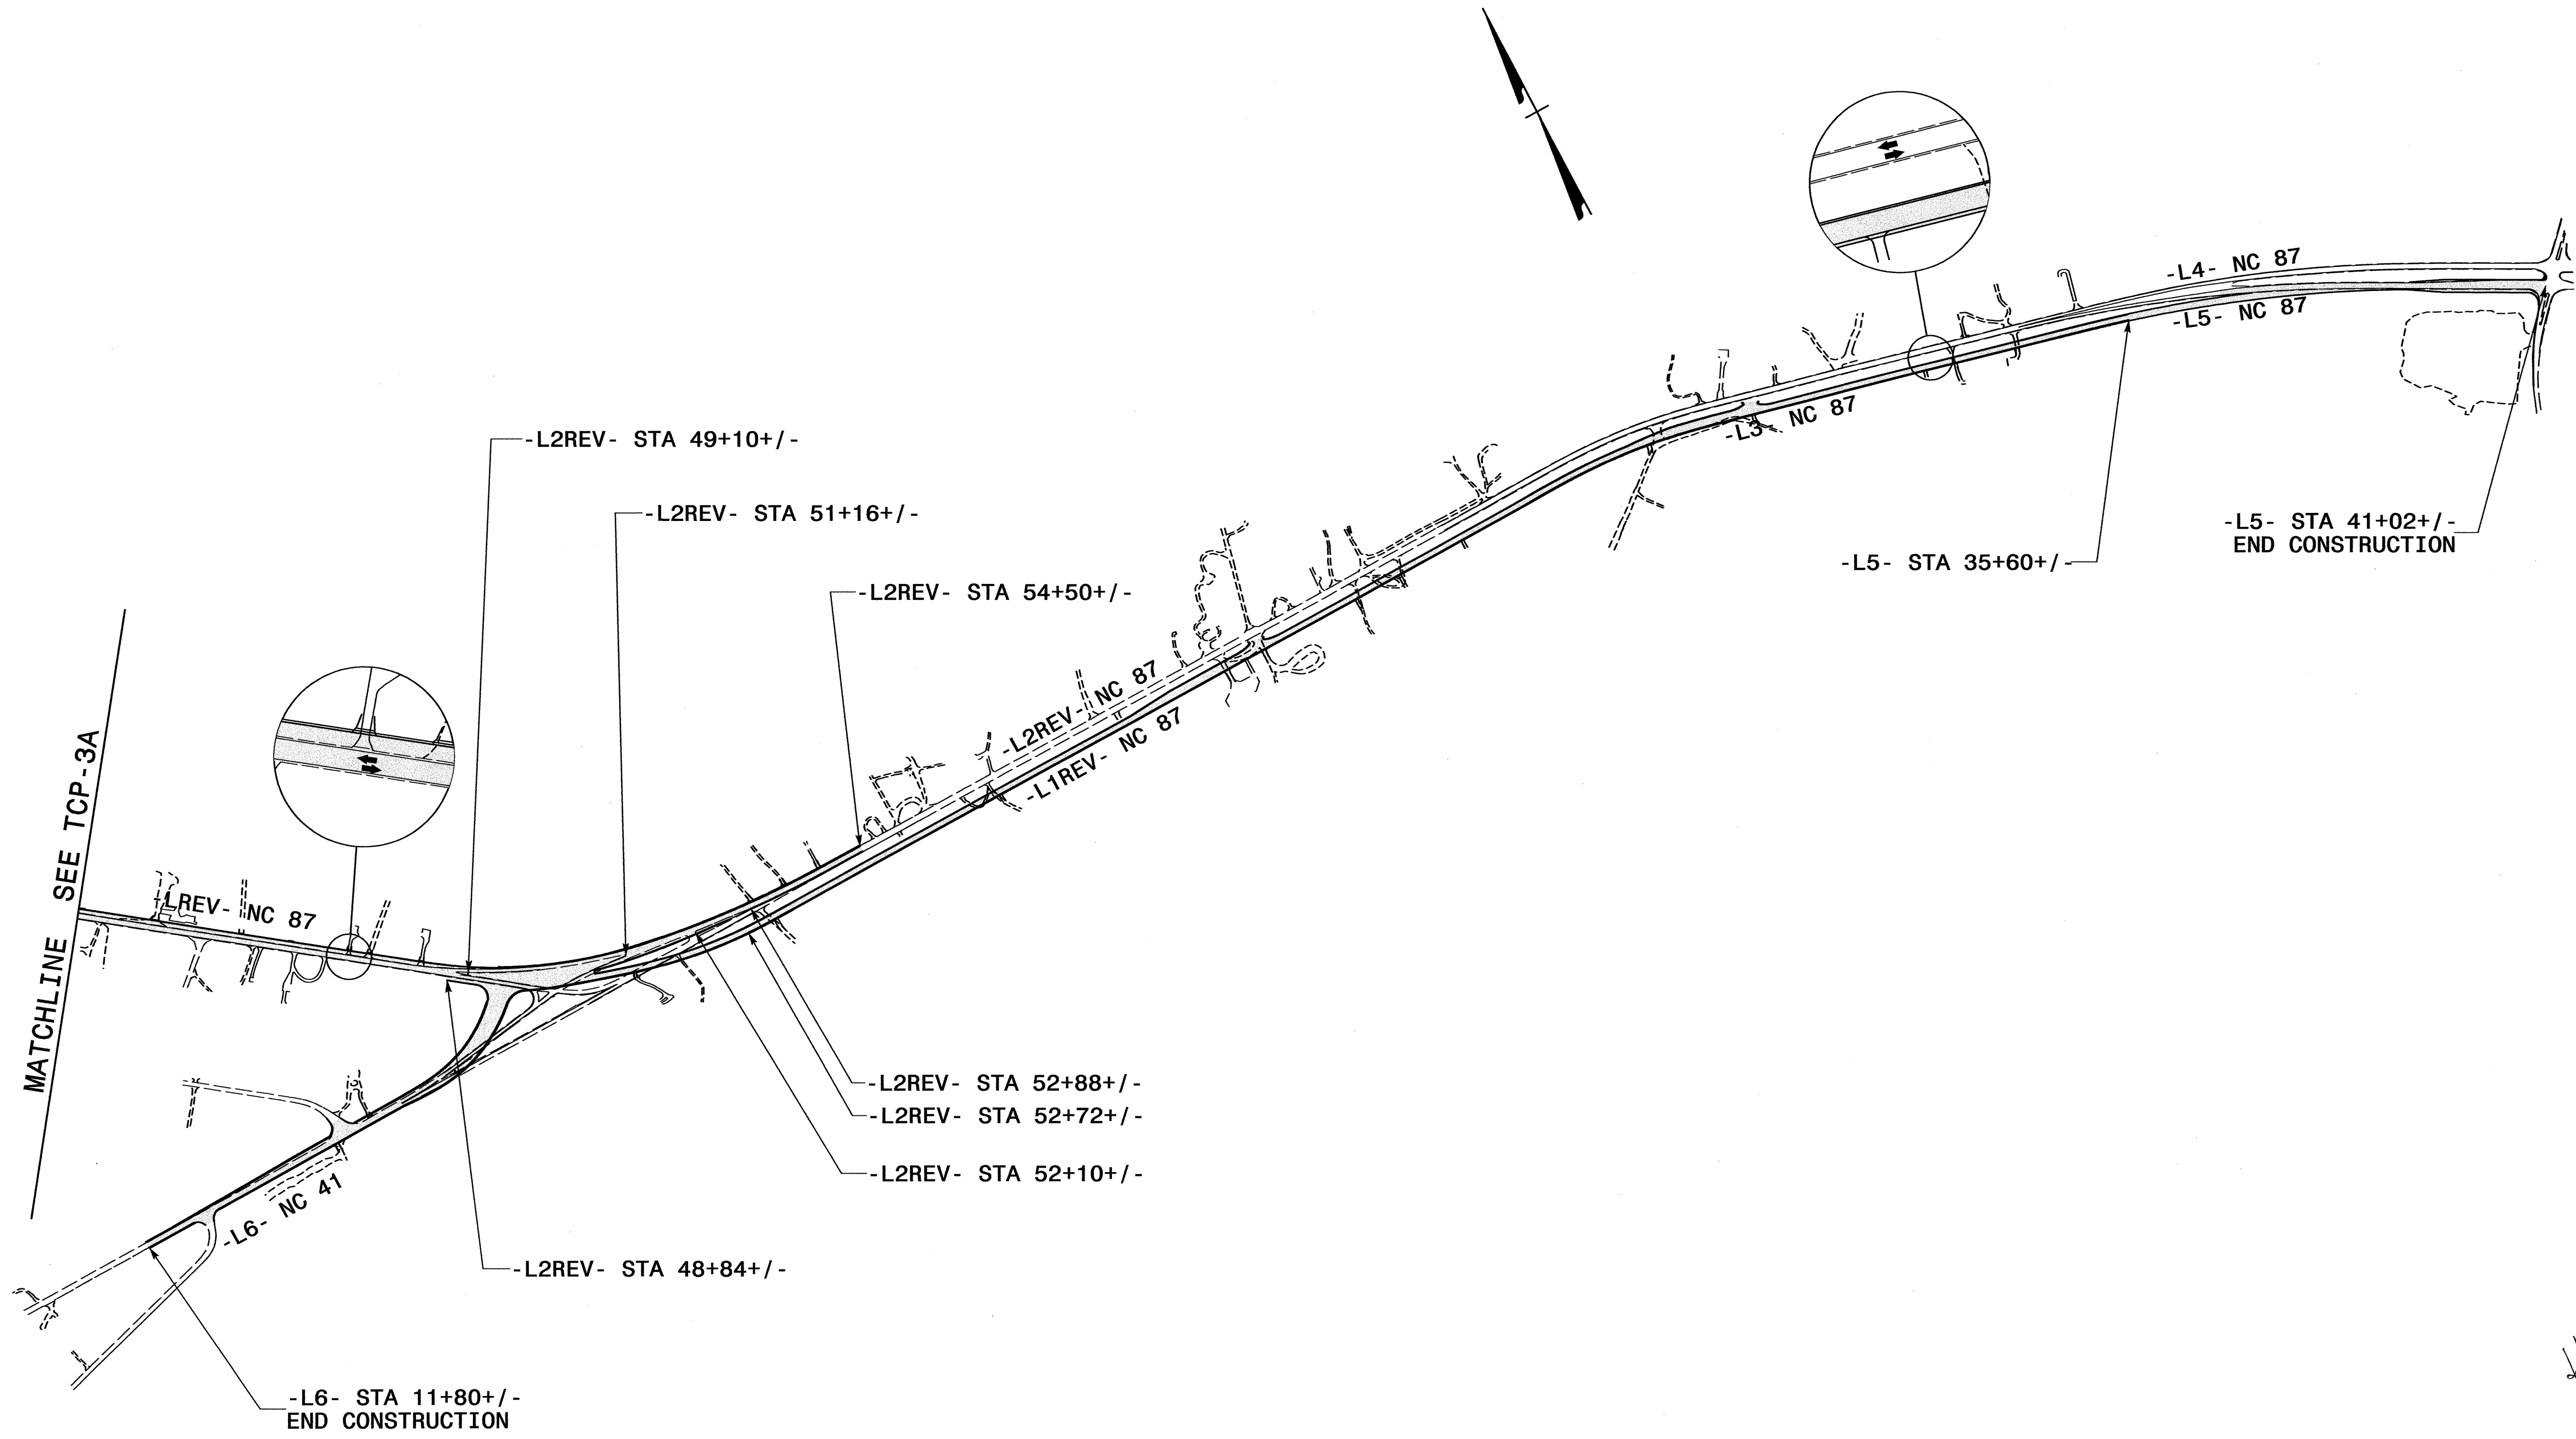 -L4- NC 87
-L5- NC 87
-L3- NC 87
-L2REV- STA 49+10+/-
-L2REV- STA 51+16+/-
-L5- STA 41+02+/-
END CONSTRUCTION
-L5- STA 35+60+/-
-L2REV- STA 54+50+/-
-L2REV- NC 87
-L1REV- NC 87
MATCHLINE SEE TCP-3A
-LREV- NC 87
-L2REV- STA 52+88+/-
-L2REV- STA 52+72+/-
-L2REV- STA 52+10+/-
-L6- NC 41
-L2REV- STA 48+84+/-
-L6- STA 11+80+/-
END CONSTRUCTION